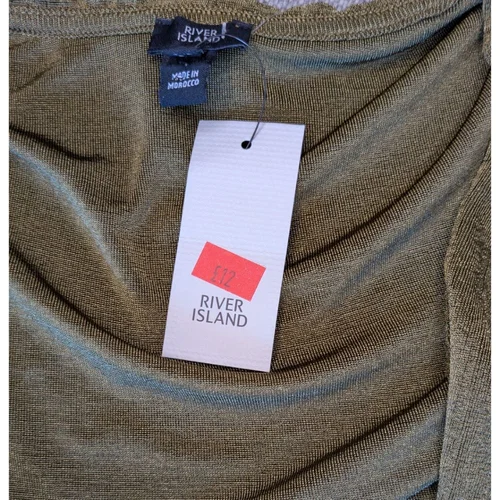 RIVER
ISLAND
MADE IN
MOROCCO
£12
RIVER
ISLAND